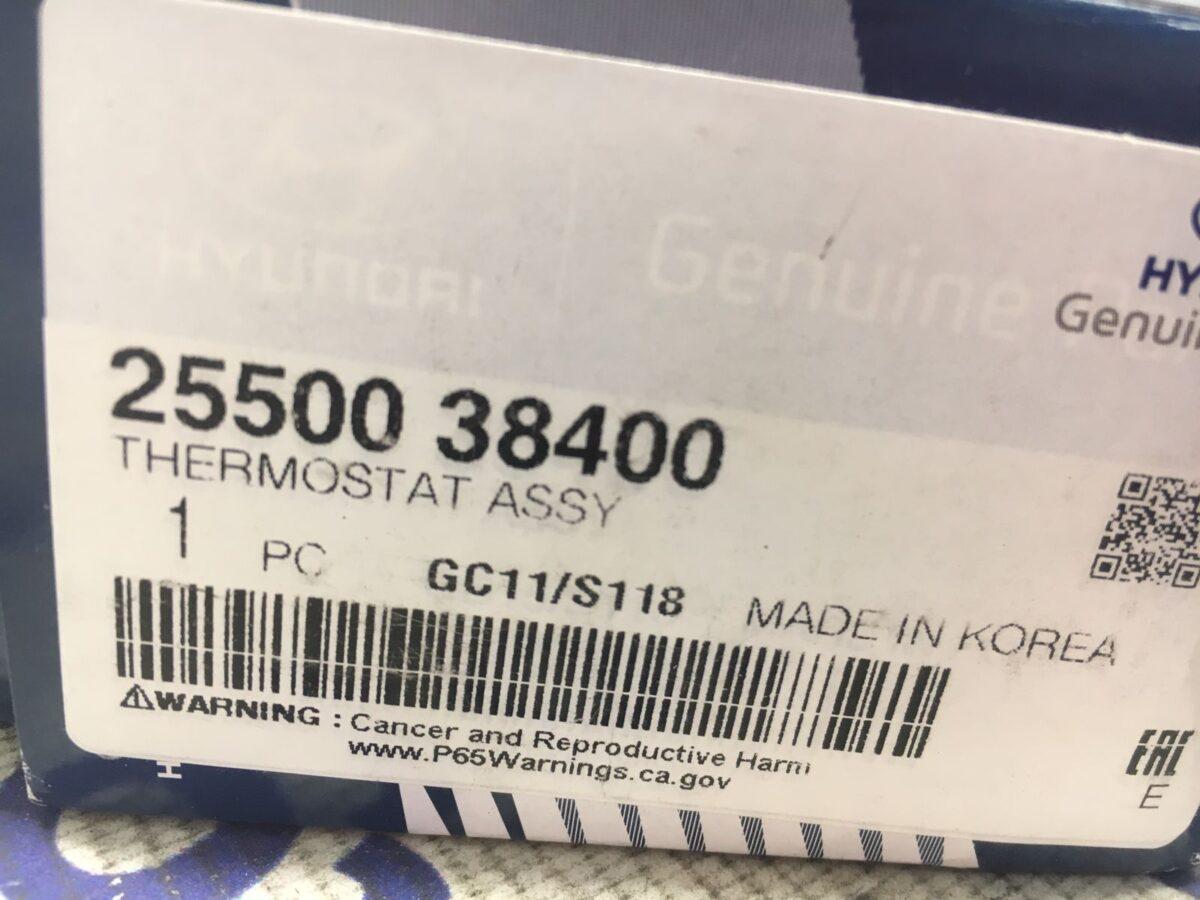 HYUNDAI
Genuine
HY
Genui
25500 38400
THERMOSTAT ASSY
1 PC GC11/S118 MADE IN KOREA
WARNING : Cancer and Reproductive Harm
www.P65Warnings.ca.gov
EAC
E
H